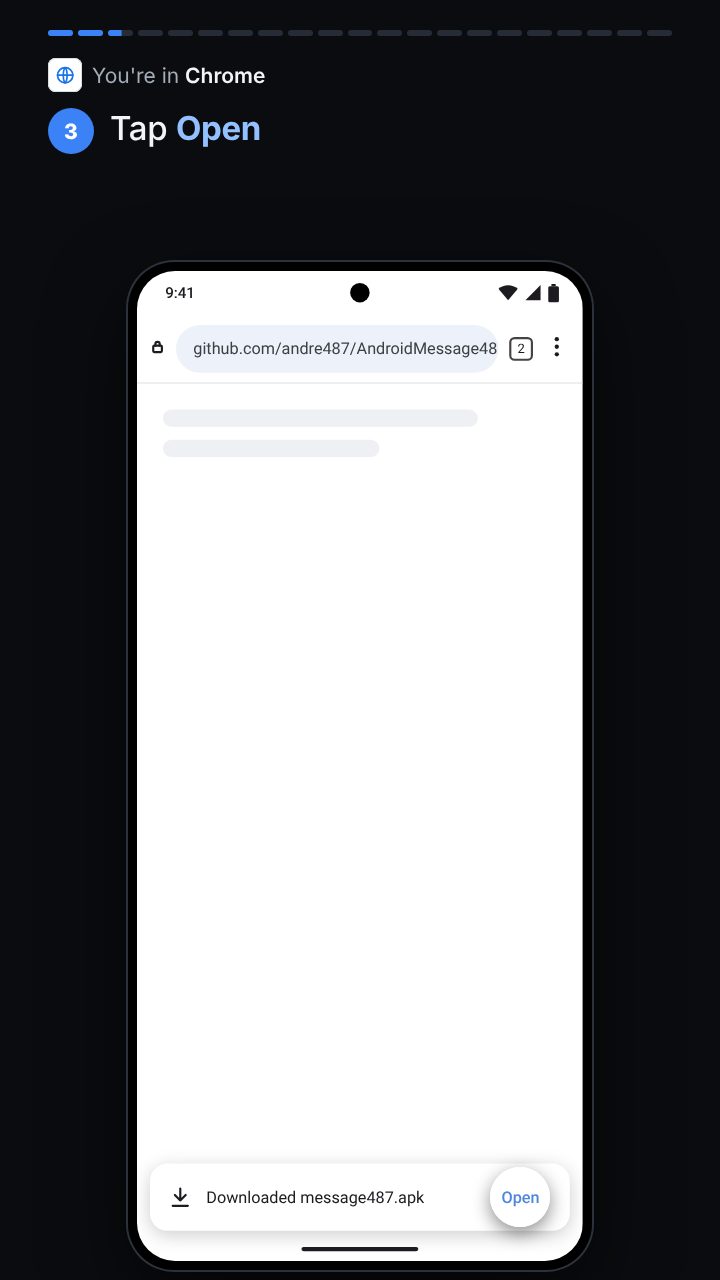 You're in Chrome
3 Tap Open
9:41
github.com/andre487/AndroidMessage48
2
Downloaded message487.apk Open